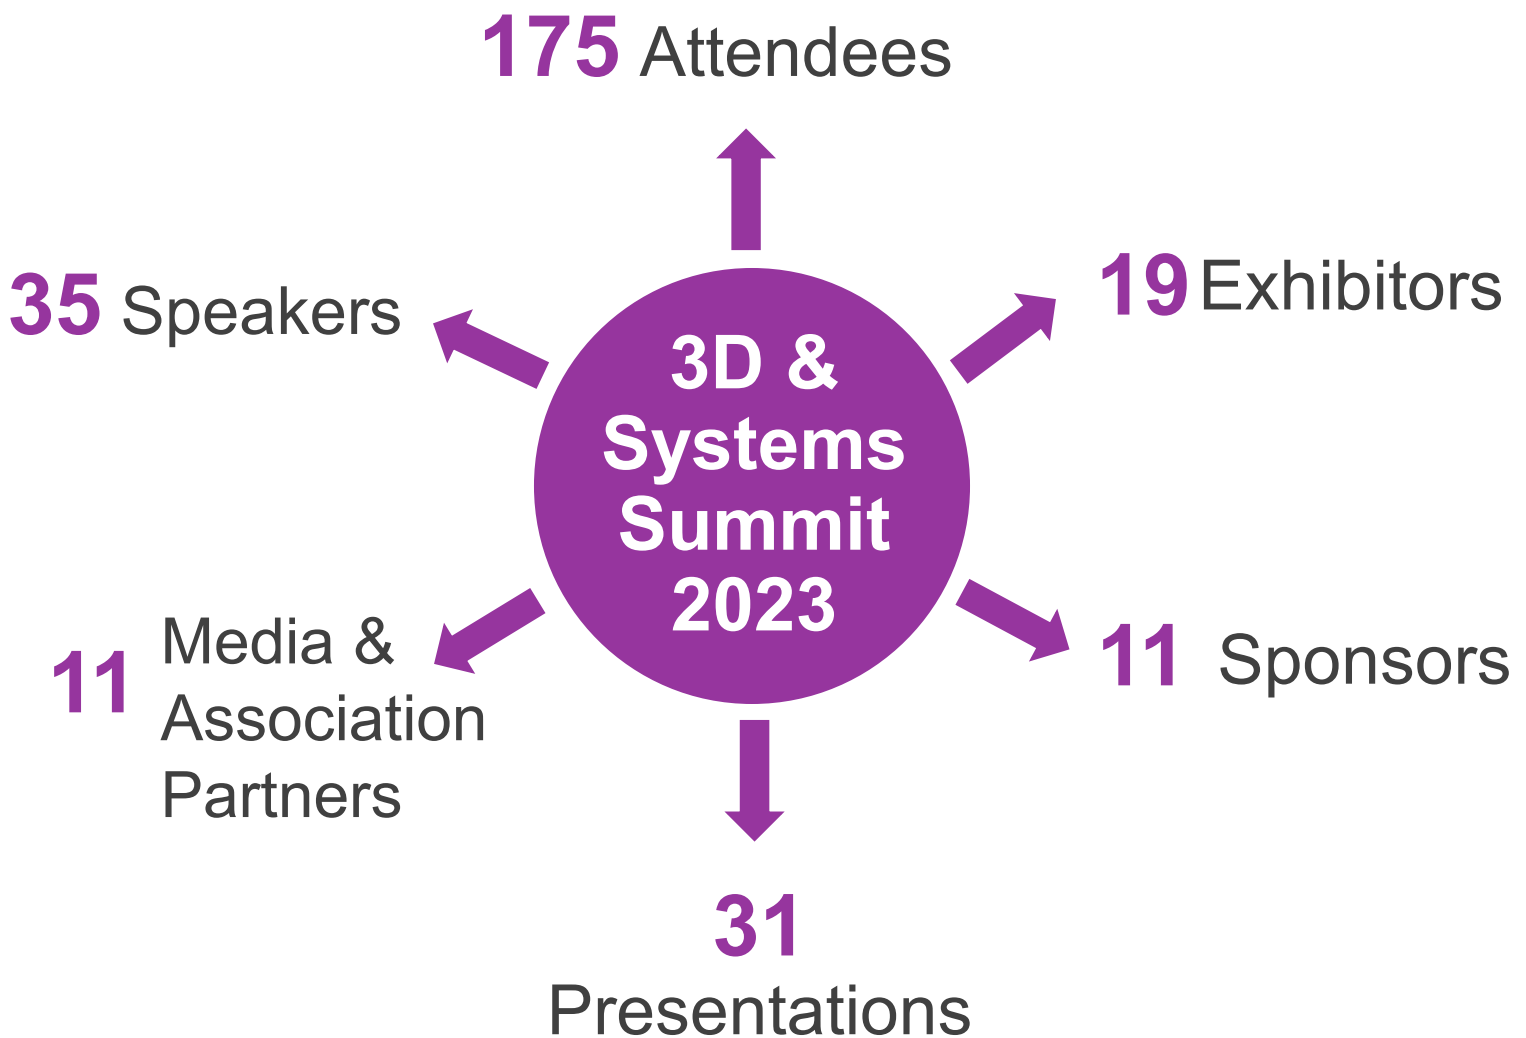 175 Attendees
35 Speakers
19 Exhibitors
3D &
Systems
Summit
2023
11 Media &
Association
Partners
11 Sponsors
31
Presentations